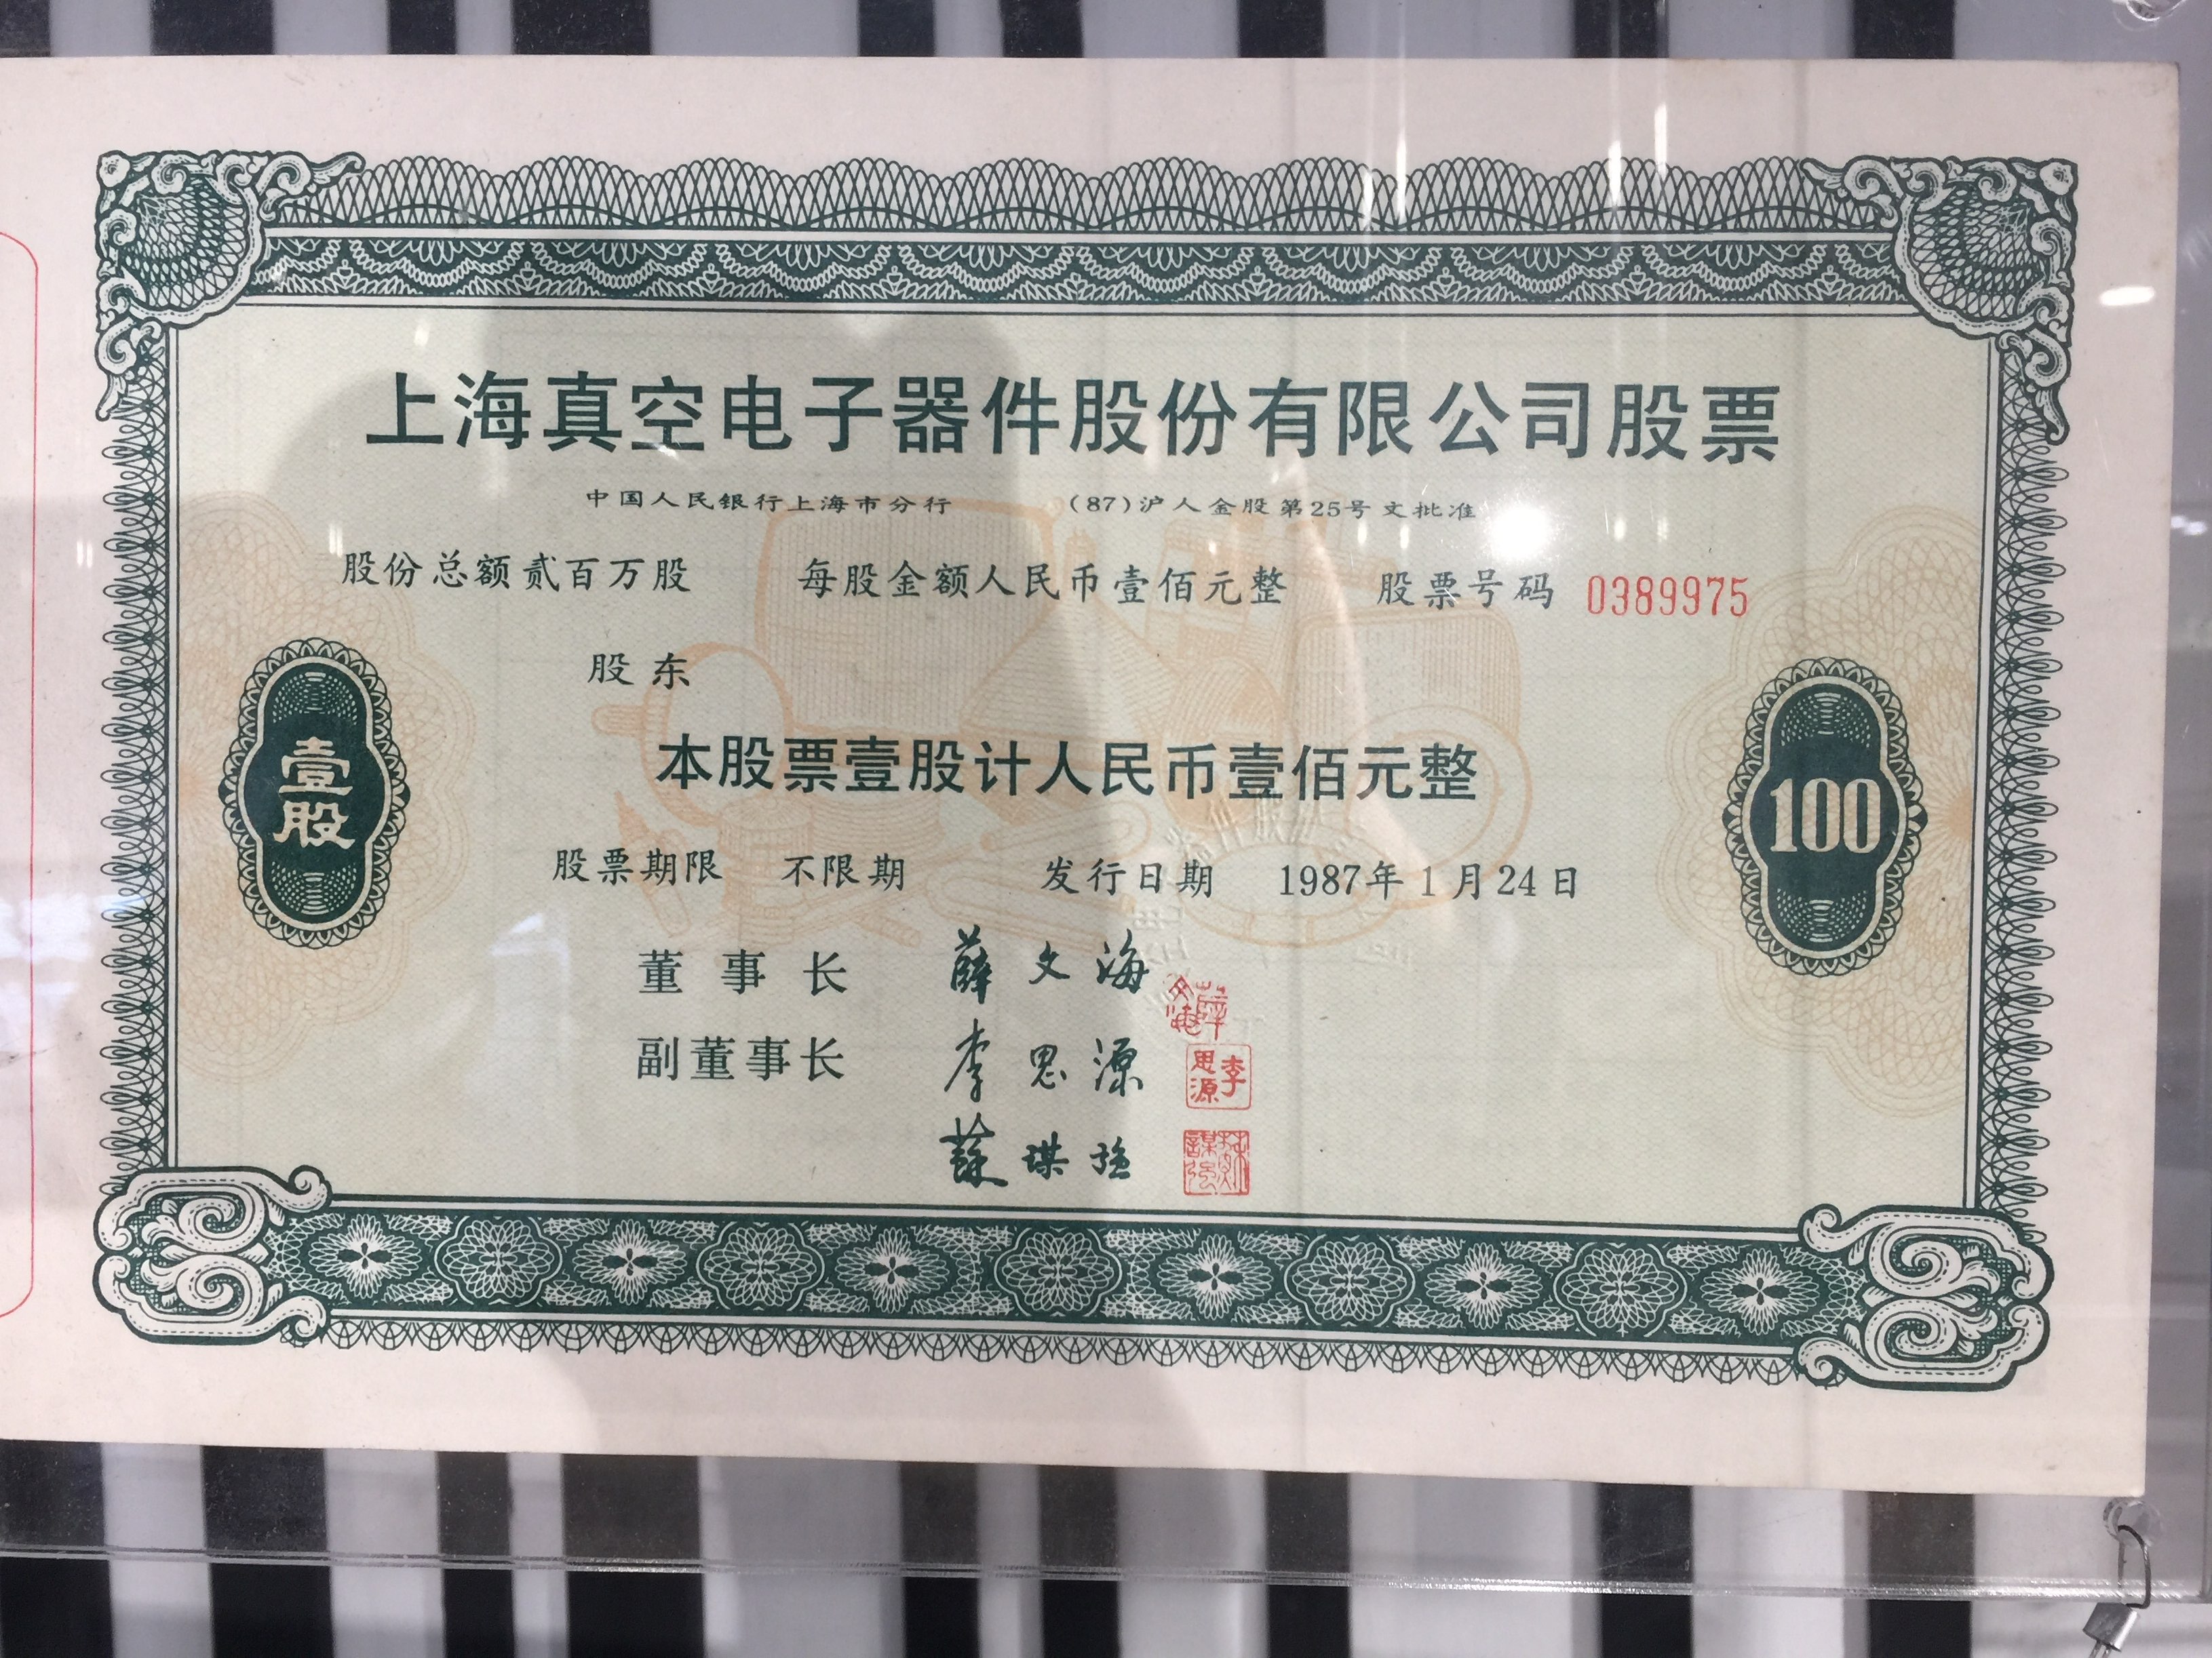 上海真空电子器件股份有限公司股票
中国人民银行上海市分行 (87)沪人金股第25号文批准
股份总额贰百万股 每股金额人民币壹佰元整 股票号码 0389975
股东
本股票壹股计人民币壹佰元整
壹股
100
股票期限 不限期 发行日期 1987年1月24日
董事长 薛文海
副董事长 李思源
李思源